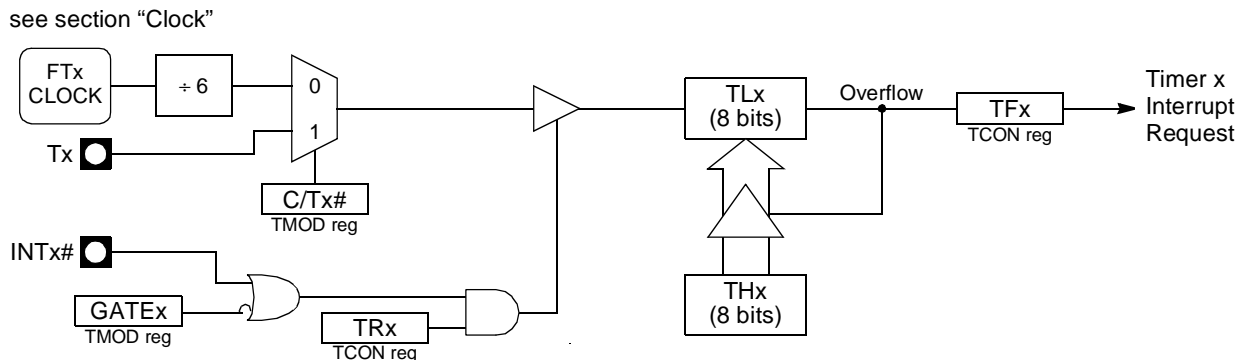 see section “Clock”
FTx
CLOCK
÷ 6
0
1
Tx
C/Tx#
TMOD reg
INTx#
GATEx
TMOD reg
TRx
TCON reg
TLx
(8 bits)
Overflow
TFx
TCON reg
Timer x
Interrupt
Request
THx
(8 bits)